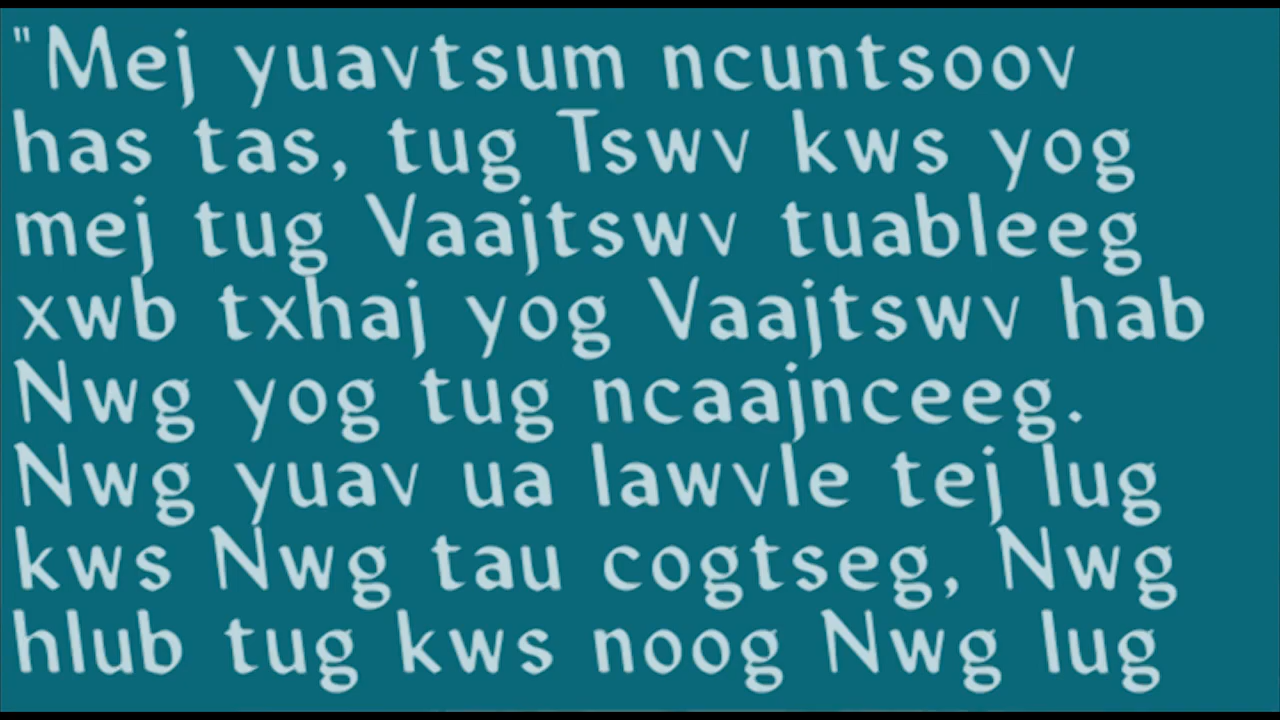 "Mej yuavtsum ncuntsoov
has tas, tug Tswv kws yog
mej tug Vaajtswv tuableeg
xwb txhaj yog Vaajtswv hab
Nwg yog tug ncaajnceeg.
Nwg yuav ua lawvle tej lug
kws Nwg tau cogtseg, Nwg
hlub tug kws noog Nwg lug